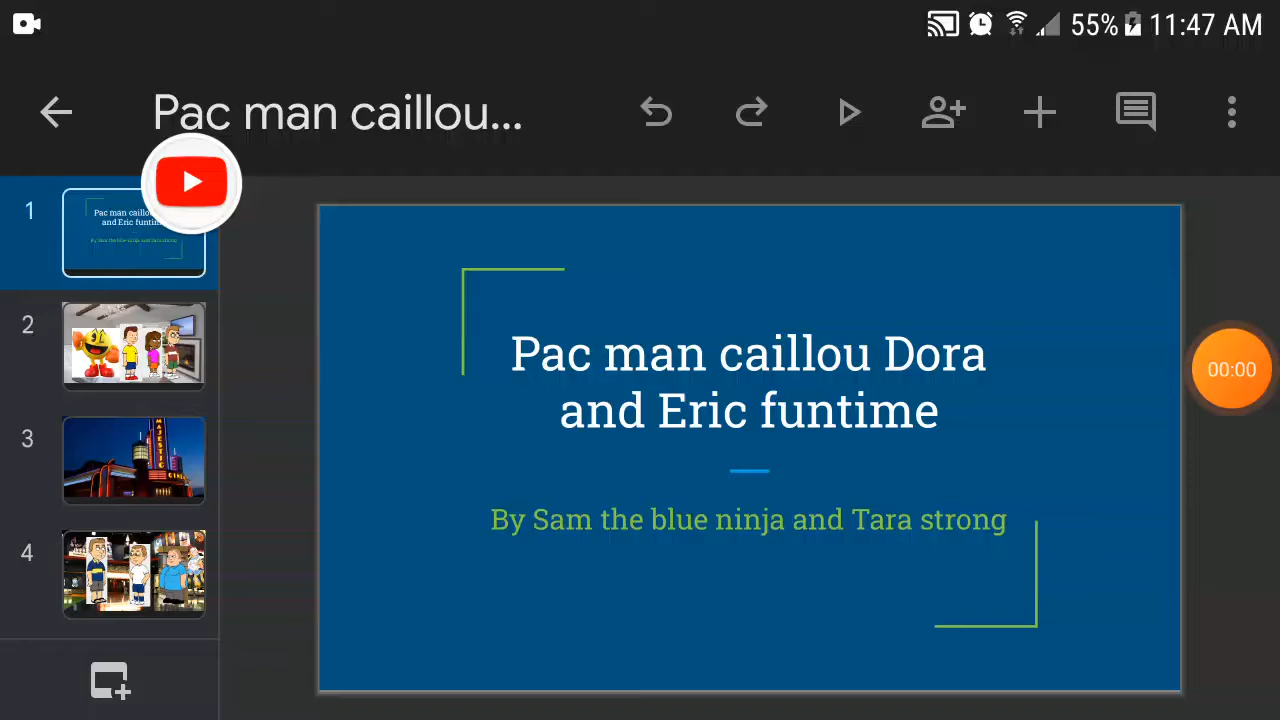 55% 11:47 AM
Pac man caillou...
1
2
3
4
Pac man caillou Dora
and Eric funtime
By Sam the blue ninja and Tara strong
00:00
MAJESTIC